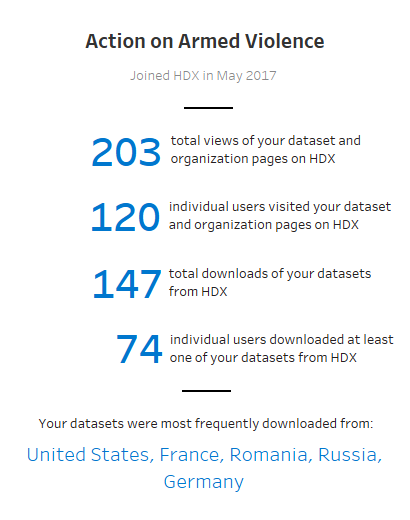 Action on Armed Violence
Joined HDX in May 2017
203 total views of your dataset and
organization pages on HDX
120 individual users visited your dataset
and organization pages on HDX
147 total downloads of your datasets
from HDX
74 individual users downloaded at least
one of your datasets from HDX
Your datasets were most frequently downloaded from:
United States, France, Romania, Russia,
Germany